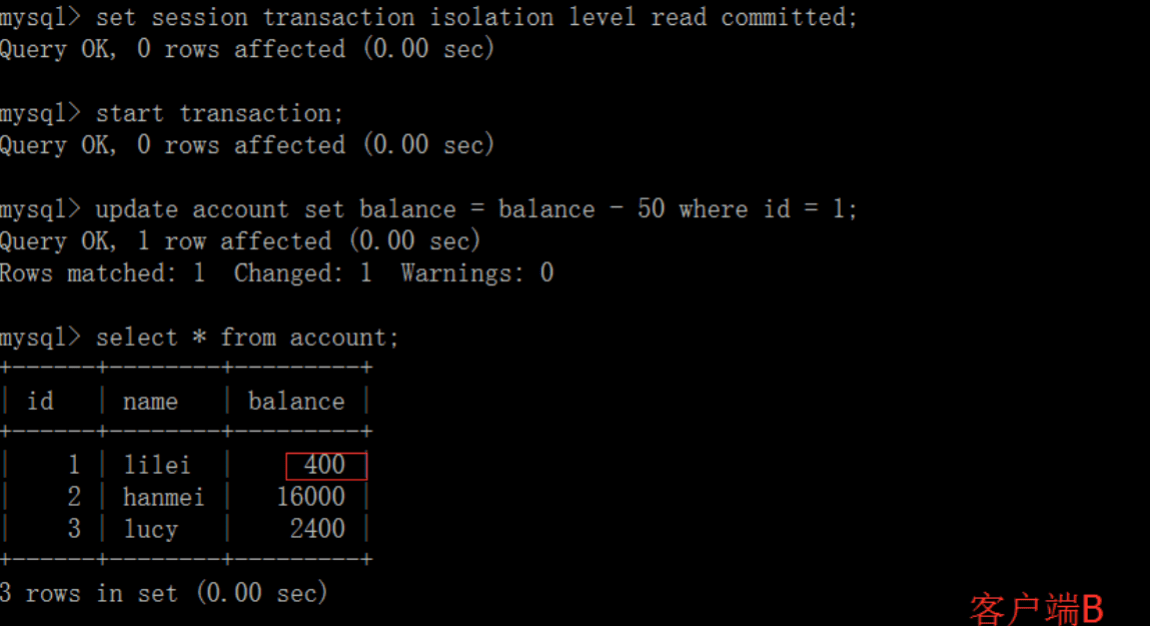 mysql> set session transaction isolation level read committed;
Query OK, 0 rows affected (0.00 sec)
mysql> start transaction;
Query OK, 0 rows affected (0.00 sec)
mysql> update account set balance = balance - 50 where id = 1;
Query OK, 1 row affected (0.00 sec)
Rows matched: 1  Changed: 1  Warnings: 0
mysql> select * from account;
+------+--------+---------+
| id   | name   | balance |
+------+--------+---------+
|    1 | lilei  |     400 |
|    2 | hanmei |   16000 |
|    3 | lucy   |    2400 |
+------+--------+---------+
3 rows in set (0.00 sec)
客户端B